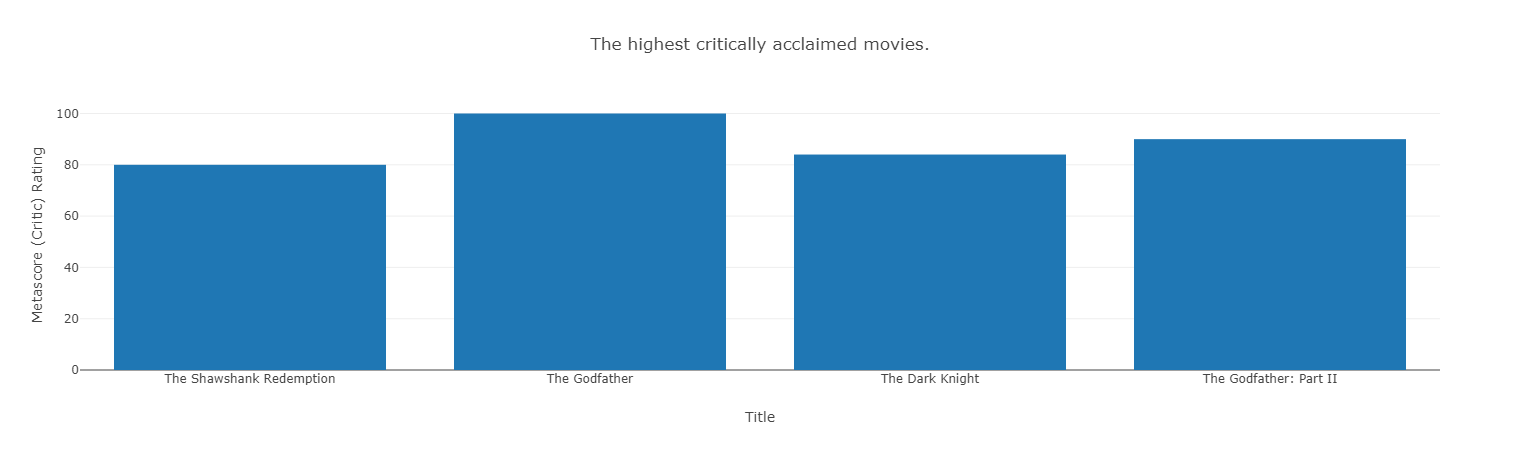 The highest critically acclaimed movies.
Metascore (Critic) Rating
100
80
60
40
20
0
The Shawshank Redemption
The Godfather
The Dark Knight
The Godfather: Part II
Title